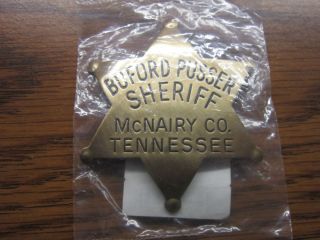 BUFORD PUSSER
SHERIFF
McNAIRY CO.
TENNESSEE